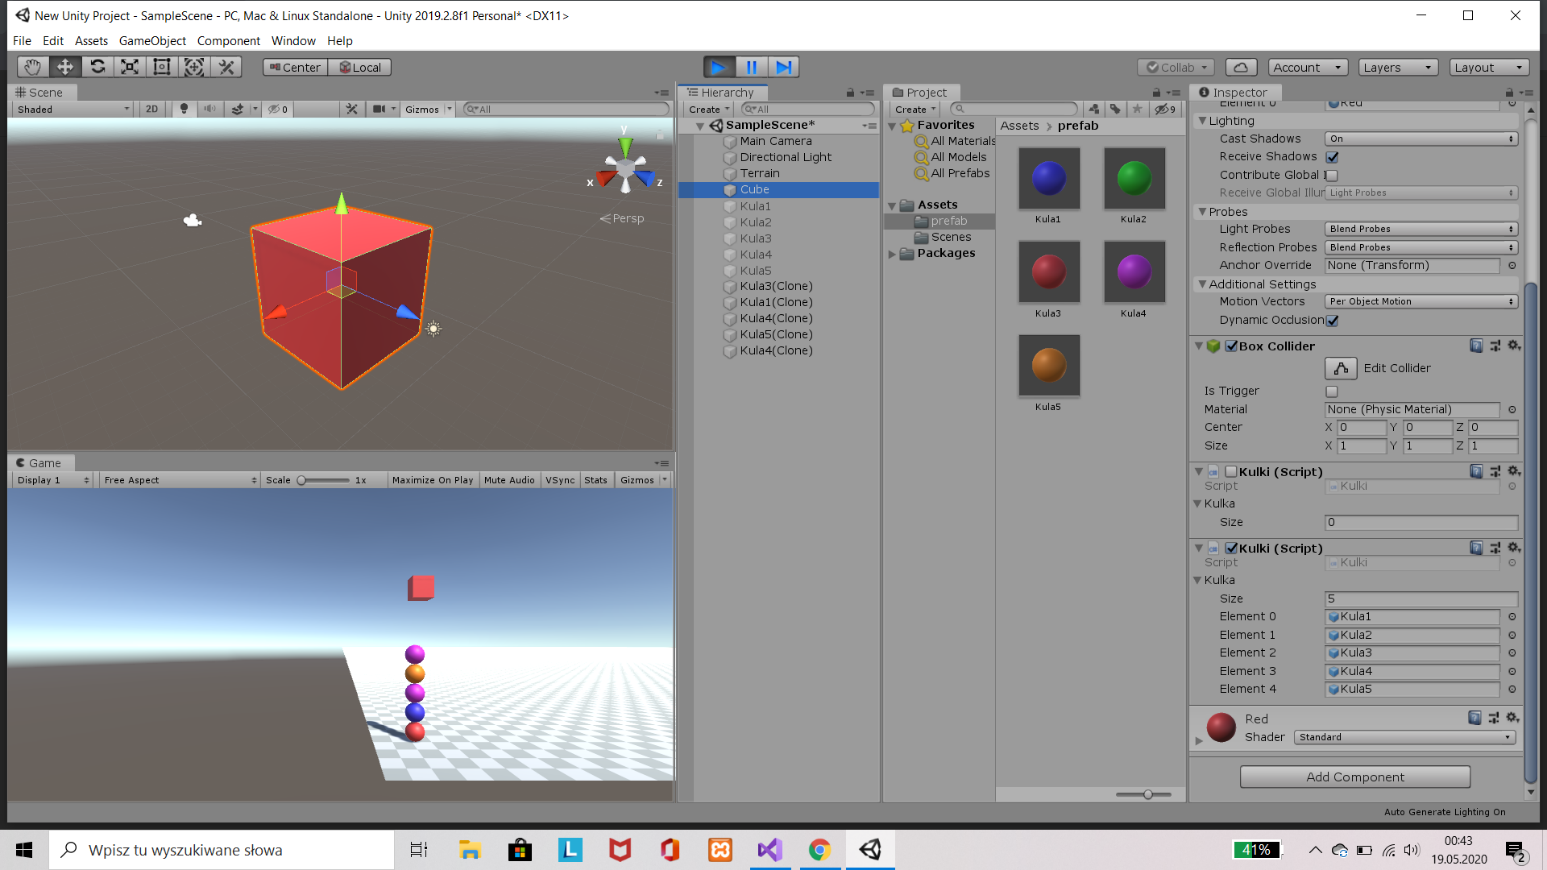 New Unity Project - SampleScene - PC, Mac & Linux Standalone - Unity 2019.2.8f1 Personal* <DX11>
File Edit Assets GameObject Component Window Help
Center Local Collab Account Layers Layout
Scene
Shaded 2D 0 Gizmos All
y
x z
Persp
Game
Display 1 Free Aspect Scale 1x Maximize On Play Mute Audio VSync Stats Gizmos
Hierarchy
Create All
SampleScene*
Main Camera
Directional Light
Terrain
Cube
Kula1
Kula2
Kula3
Kula4
Kula5
Kula3(Clone)
Kula1(Clone)
Kula4(Clone)
Kula5(Clone)
Kula4(Clone)
Project
Create 9
Favorites
All Materials
All Models
All Prefabs
Assets
prefab
Scenes
Packages
Assets > prefab
Kula1 Kula2
Kula3 Kula4
Kula5
Inspector
Element 0 Red
Lighting
Cast Shadows On
Receive Shadows
Contribute Global I
Receive Global Illur Light Probes
Probes
Light Probes Blend Probes
Reflection Probes Blend Probes
Anchor Override None (Transform)
Additional Settings
Motion Vectors Per Object Motion
Dynamic Occlusion
Box Collider
Edit Collider
Is Trigger
Material None (Physic Material)
Center X 0 Y 0 Z 0
Size X 1 Y 1 Z 1
Kulki (Script)
Script Kulki
Kulka
Size 0
Kulki (Script)
Script Kulki
Kulka
Size 5
Element 0 Kula1
Element 1 Kula2
Element 2 Kula3
Element 3 Kula4
Element 4 Kula5
Red
Shader Standard
Add Component
Auto Generate Lighting On
Wpisz tu wyszukiwane słowa
L
41%
00:43
19.05.2020
2